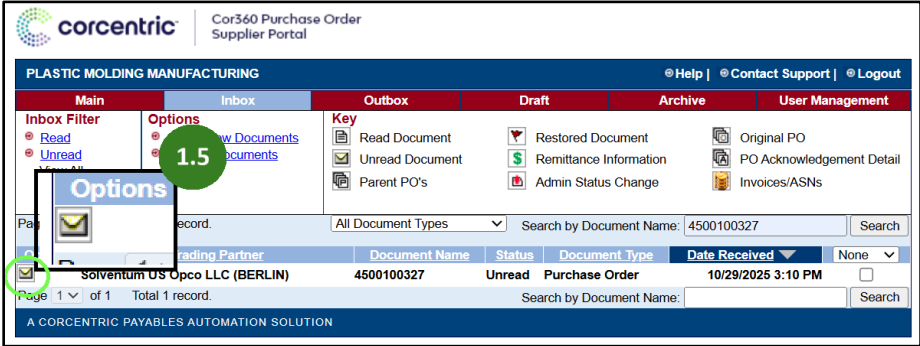 corcentric
Cor360 Purchase Order
Supplier Portal
PLASTIC MOLDING MANUFACTURING
Help | Contact Support | Logout
Main Inbox Outbox Draft Archive User Management
Inbox Filter
Read
Unread
Options
Documents
1.5
Key
Read Document
Unread Document
Parent PO's
Restored Document
Remittance Information
Admin Status Change
Original PO
PO Acknowledgement Detail
Invoices/ASNs
Options
record. All Document Types Search by Document Name: 4500100327 Search
Trading Partner Document Name Status Document Type Date Received None
Solventum US Opco LLC (BERLIN) 4500100327 Unread Purchase Order 10/29/2025 3:10 PM
Page 1 of 1 Total 1 record. Search by Document Name: Search
A CORCENTRIC PAYABLES AUTOMATION SOLUTION